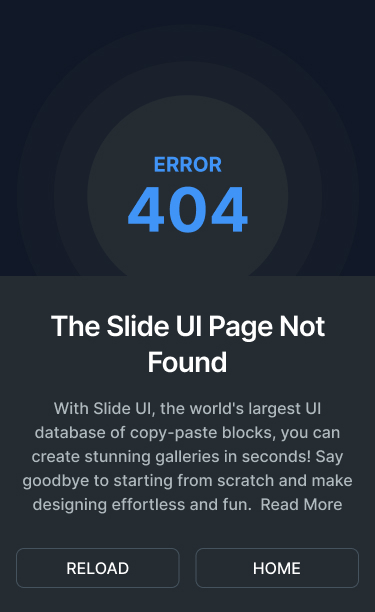 ERROR
404
The Slide UI Page Not
Found
With Slide UI, the world's largest UI
database of copy-paste blocks, you can
create stunning galleries in seconds! Say
goodbye to starting from scratch and make
designing effortless and fun.  Read More
RELOAD
HOME